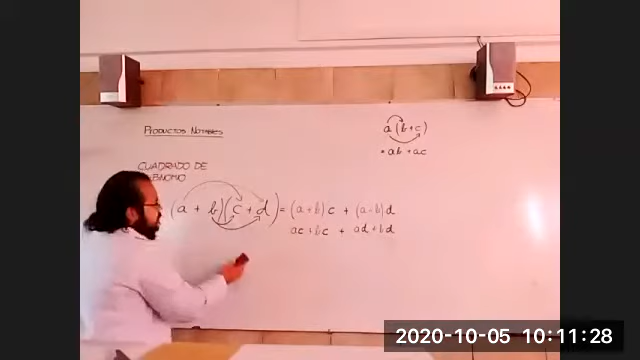 PRODUCTOS NOTABLES
a(b+c)
= ab + ac
CUADRADO DE
BINOMIO
(a + b)(c + d) = (a+b)c + (a-b)d
ac + bc + ad + bd
2020-10-05 10:11:28